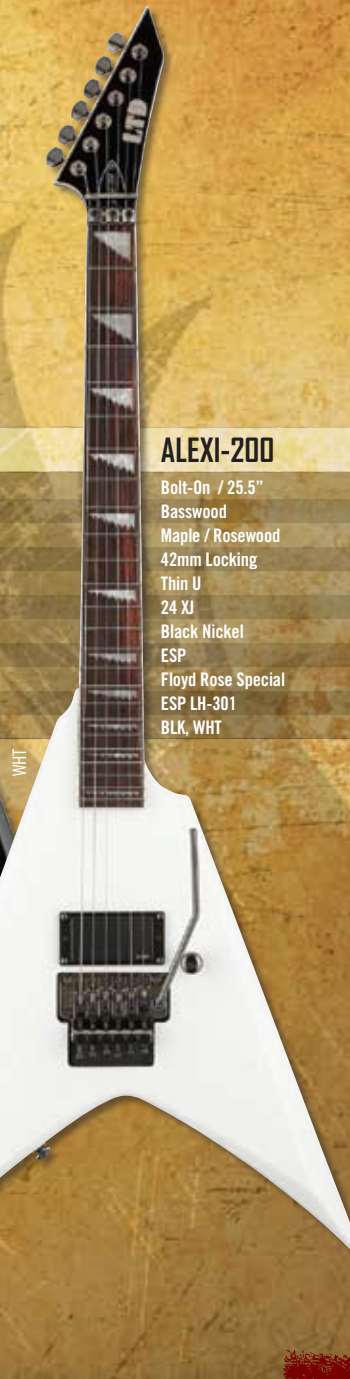 LTD
ALEXI-200
Bolt-On / 25.5”
Basswood
Maple / Rosewood
42mm Locking
Thin U
24 XJ
Black Nickel
ESP
Floyd Rose Special
ESP LH-301
BLK, WHT
WHT